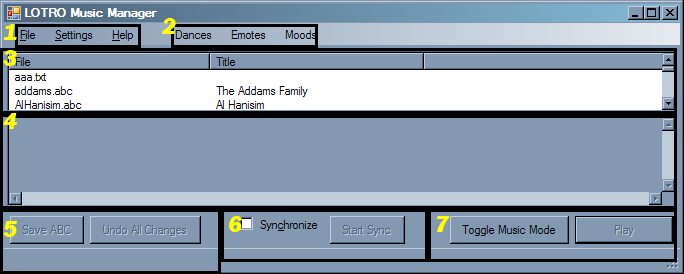 LOTRO Music Manager
1 File Settings Help 2 Dances Emotes Moods
3 File Title
aaa.txt
addams.abc The Addams Family
AlHanisim.abc Al Hanisim
4
5 Save ABC Undo All Changes 6 Synchronize Start Sync 7 Toggle Music Mode Play